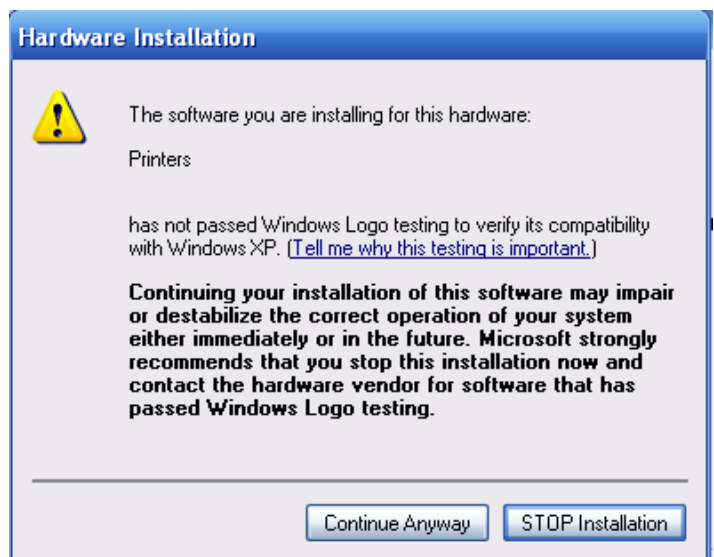 Hardware Installation
The software you are installing for this hardware:
Printers
has not passed Windows Logo testing to verify its compatibility
with Windows XP. (Tell me why this testing is important.)
Continuing your installation of this software may impair
or destabilize the correct operation of your system
either immediately or in the future. Microsoft strongly
recommends that you stop this installation now and
contact the hardware vendor for software that has
passed Windows Logo testing.
Continue Anyway
STOP Installation